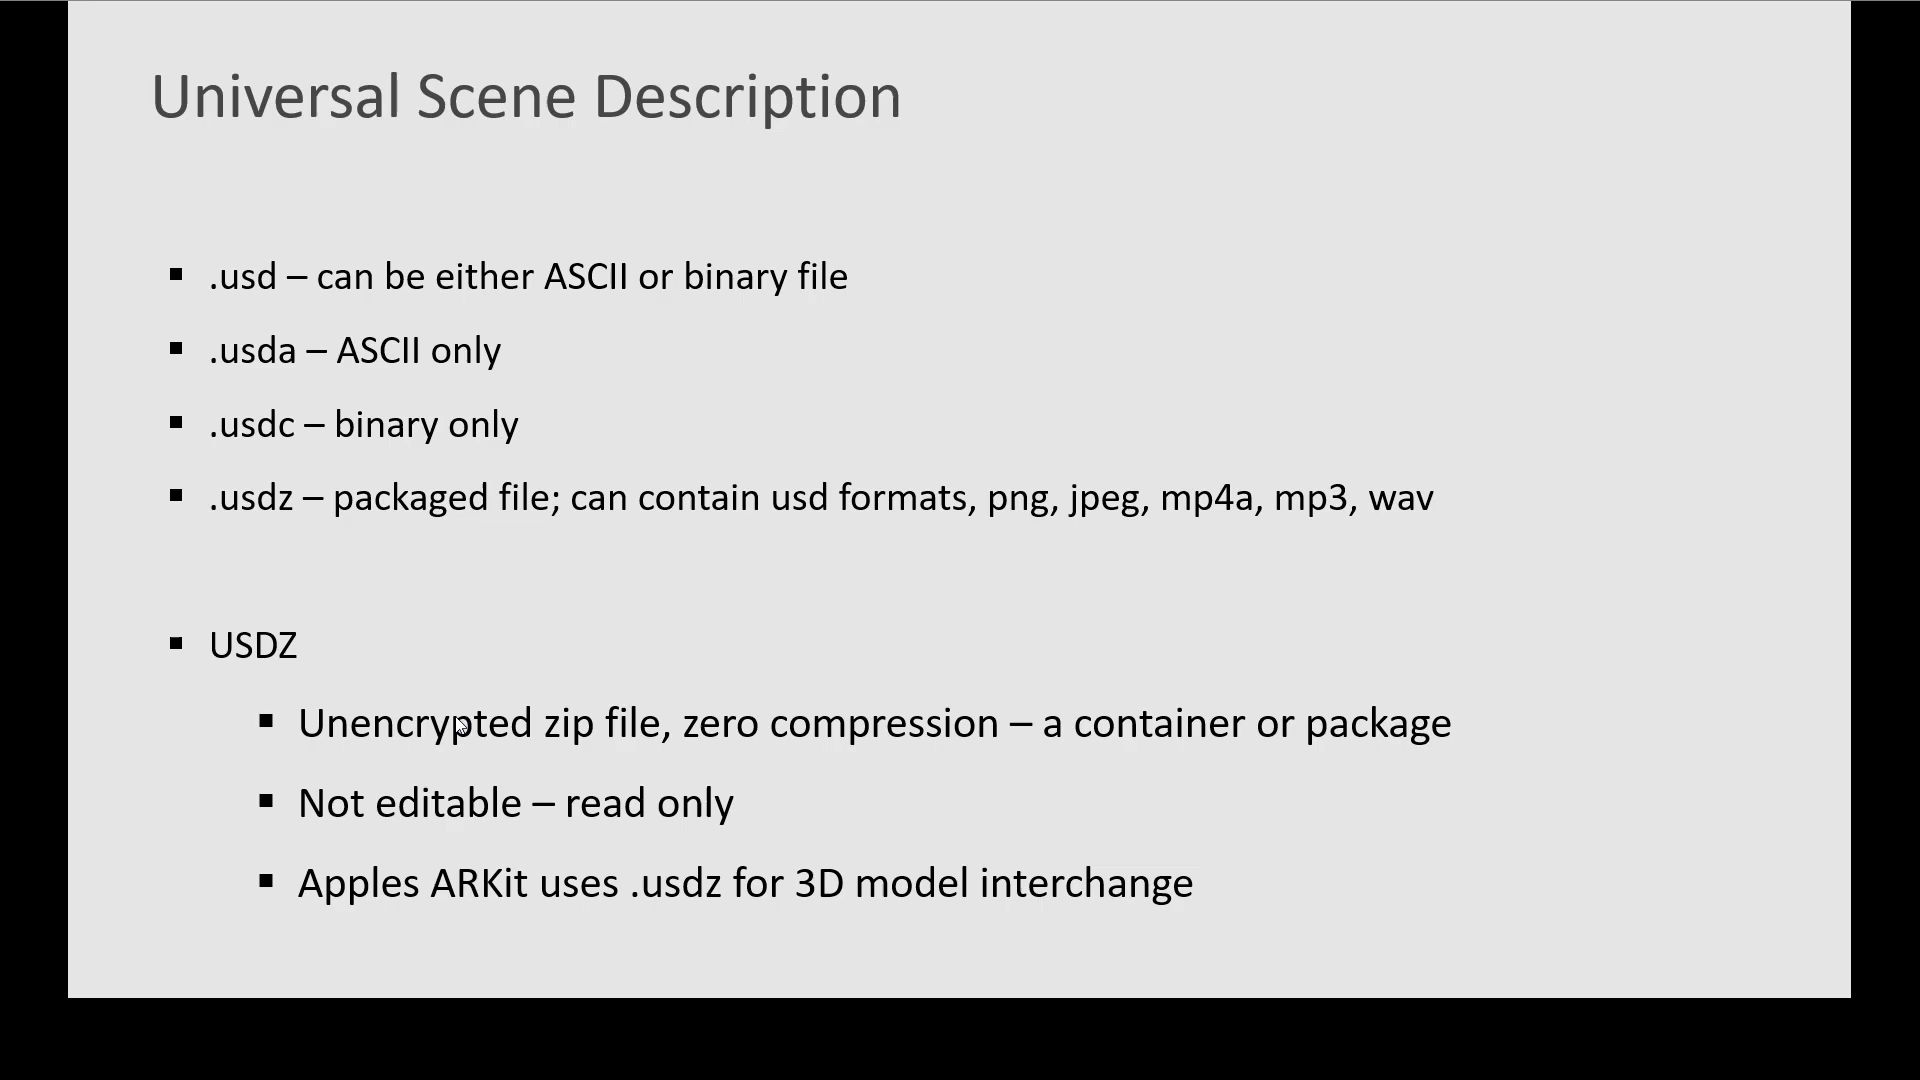 Universal Scene Description
▪ .usd – can be either ASCII or binary file
▪ .usda – ASCII only
▪ .usdc – binary only
▪ .usdz – packaged file; can contain usd formats, png, jpeg, mp4a, mp3, wav
▪ USDZ
▪ Unencrypted zip file, zero compression – a container or package
▪ Not editable – read only
▪ Apples ARKit uses .usdz for 3D model interchange